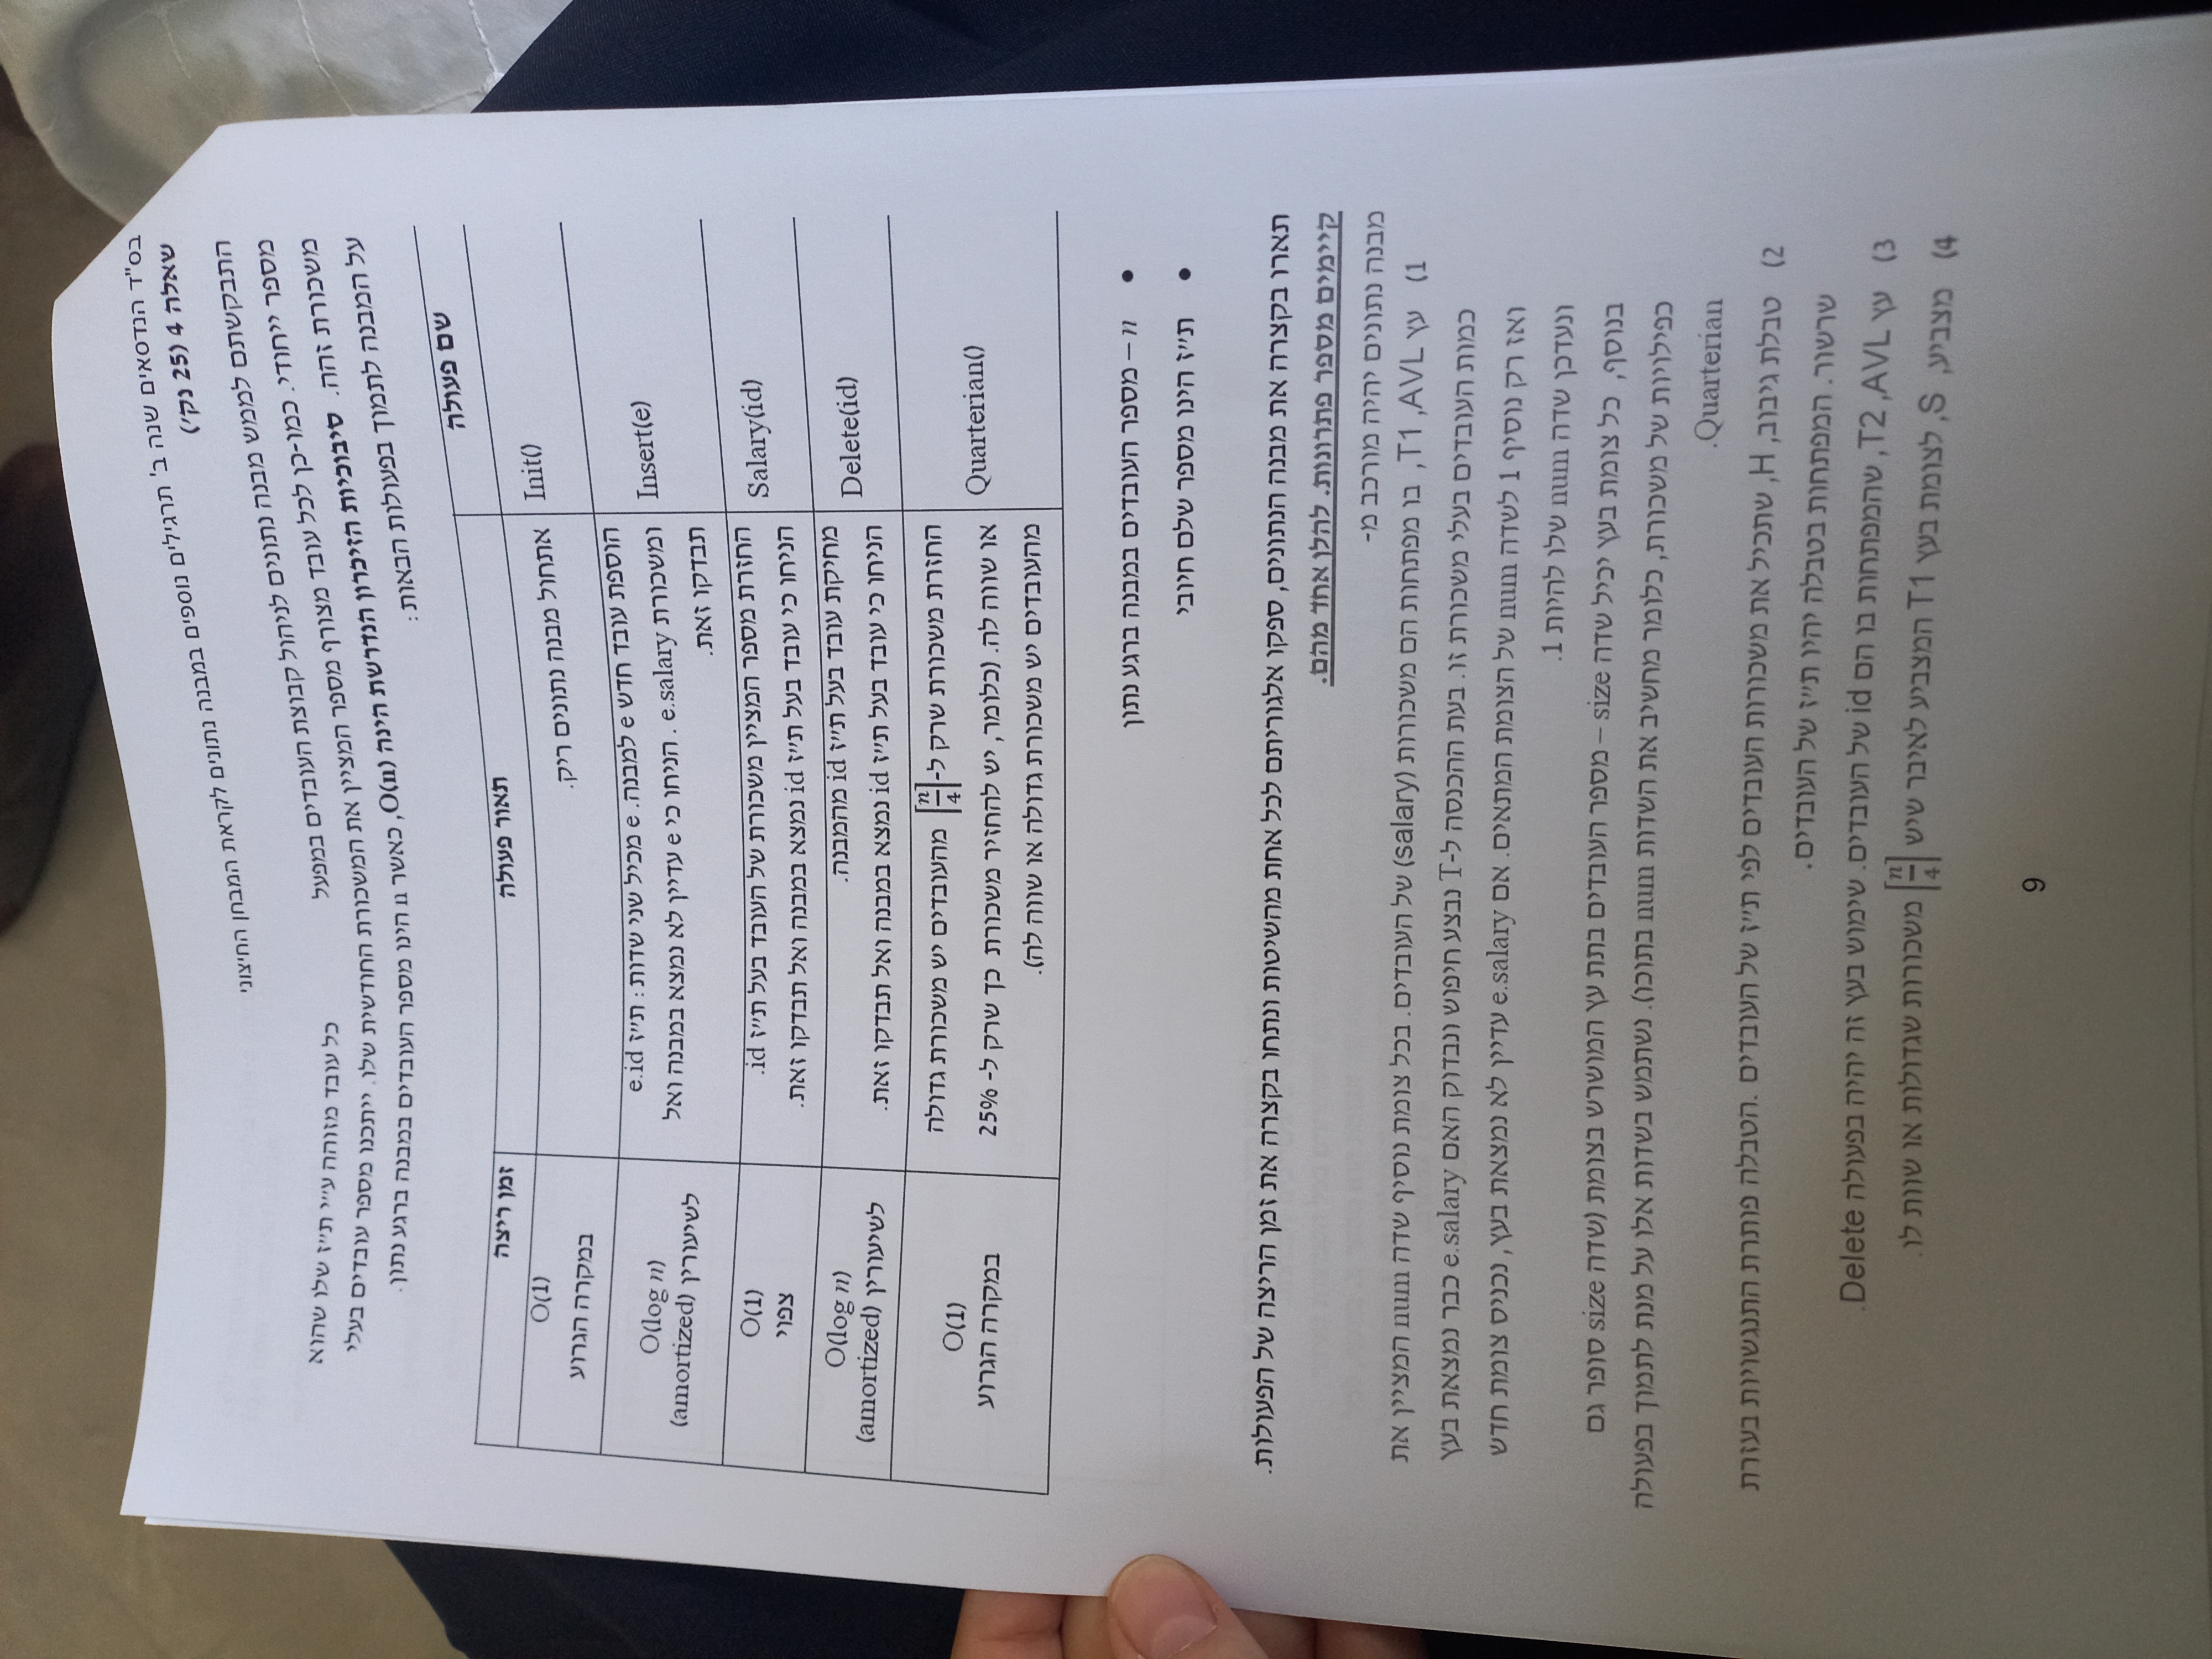 בס"ד הנדסאים שנה ב' תרגילים נוספים במבנה נתונים לקראת המבחן החיצוני
שאלה 4 (25 נק')
התבקשתם לממש מבנה נתונים לניהול קבוצת העובדים במפעל כל עובד מזוהה ע״י ת״ז שלו שהוא
מספר ייחודי. כמו-כן לכל עובד מצורף מספר המציין את המשכורת החודשית שלו. ייתכנו מספר עובדים בעלי
משכורת זהה. סיבוכיות הזיכרון הנדרשת הינה O(n), כאשר n הינו מספר העובדים במבנה ברגע נתון.
על המבנה לתמוך בפעולות הבאות:
שם פעולה תאור פעולה זמן ריצה
Init() אתחול מבנה נתונים ריק. O(1)
במקרה הגרוע
Insert(e) הוספת עובד חדש e למבנה. e מכיל שני שדות: ת״ז e.id
ומשכורת e.salary . הניחו כי e עדיין לא נמצא במבנה ואל
תבדקו זאת.
O(log n)
לשיעורין (amortized)
Salary(id) החזרת מספר המציין משכורת של העובד בעל ת״ז id.
הניחו כי עובד בעל ת״ז id נמצא במבנה ואל תבדקו זאת.
O(1)
צפוי
Delete(id) מחיקת עובד בעל ת״ז id מהמבנה.
הניחו כי עובד בעל ת״ז id נמצא במבנה ואל תבדקו זאת.
O(log n)
לשיעורין (amortized)
Quarterian() החזרת משכורת שרק ל-⌈n/4⌉ מהעובדים יש משכורת גדולה
או שווה לה. (כלומר, יש להחזיר משכורת כך שרק ל- 25%
מהעובדים יש משכורת גדולה או שווה לה).
O(1)
במקרה הגרוע
• n – מספר העובדים במבנה ברגע נתון
• ת״ז הינו מספר שלם חיובי
תארו בקצרה את מבנה הנתונים, ספקו אלגוריתם לכל אחת מהשיטות ונתחו בקצרה את זמן הריצה של הפעולות.
קיימים מספר פתרונות. להלן אחד מהם.
מבנה נתונים יהיה מורכב מ-
1) עץ AVL, T1, בו מפתחות הם משכורות (salary) של העובדים. בכל צומת נוסיף שדה num המציין את
כמות העובדים בעלי משכורת זו. בעת ההכנסה ל-T נבצע חיפוש ונבדוק האם e.salary כבר נמצאת בעץ
ואז רק נוסיף 1 לשדה num של הצומת המתאים. אם e.salary עדיין לא נמצאת בעץ, נכניס צומת חדש
ונעדכן שדה num שלו להיות 1.
בנוסף, כל צומת בעץ יכיל שדה size – מספר העובדים בתת עץ המושרש בצומת (שדה size סופר גם
כפילויות של משכורת, כלומר מחשיב את השדות num בתוכו). נשתמש בשדות אלו על מנת לתמוך בפעולה
Quarterian.
2) טבלת גיבוב, H, שתכיל את משכורות העובדים לפי ת״ז של העובדים .הטבלה פותרת התנגשויות בעזרת
שרשור. המפתחות בטבלה יהיו ת״ז של העובדים.
3) עץ AVL, T2, שהמפתחות בו הם id של העובדים. שימוש בעץ זה יהיה בפעולה Delete.
4) מצביע, S, לצומת בעץ T1 המצביע לאיבר שיש ⌈n/4⌉ משכורות שגדולות או שוות לו.
9